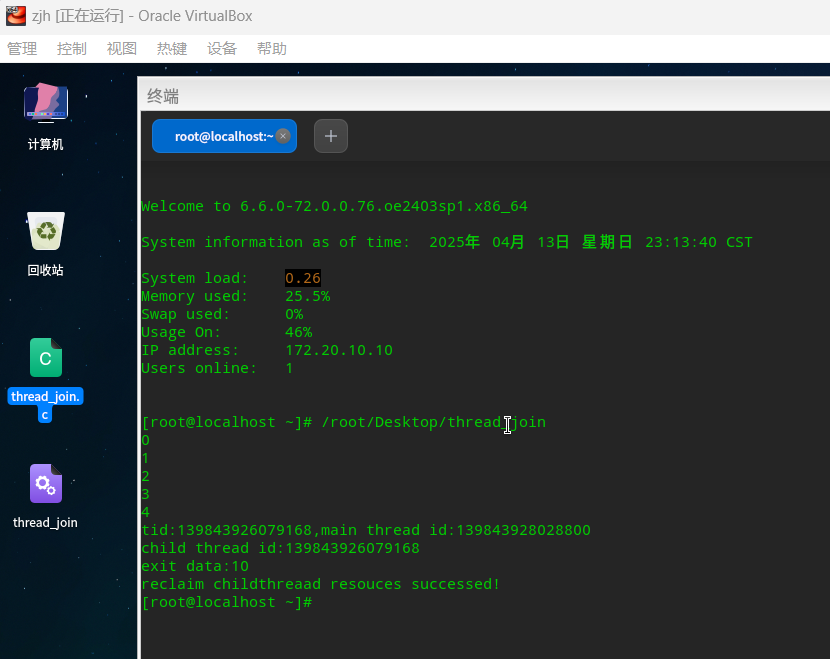 zjh [正在运行] - Oracle VirtualBox
管理 控制 视图 热键 设备 帮助
计算机
回收站
C
thread_join.
c
thread_join
终端
root@localhost:~
Welcome to 6.6.0-72.0.0.76.oe2403sp1.x86_64
System information as of time: 2025年 04月 13日 星期日 23:13:40 CST
System load: 0.26
Memory used: 25.5%
Swap used: 0%
Usage On: 46%
IP address: 172.20.10.10
Users online: 1
[root@localhost ~]# /root/Desktop/thread_join
0
1
2
3
4
tid:139843926079168,main thread id:139843928028800
child thread id:139843926079168
exit data:10
reclaim childthreaad resouces successed!
[root@localhost ~]#